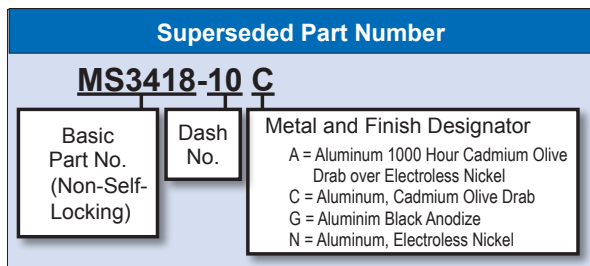 Superseded Part Number
MS3418-10 C
Basic
Part No.
(Non-Self-
Locking)
Dash
No.
Metal and Finish Designator
A = Aluminum 1000 Hour Cadmium Olive
Drab over Electroless Nickel
C = Aluminum, Cadmium Olive Drab
G = Aluminim Black Anodize
N = Aluminum, Electroless Nickel